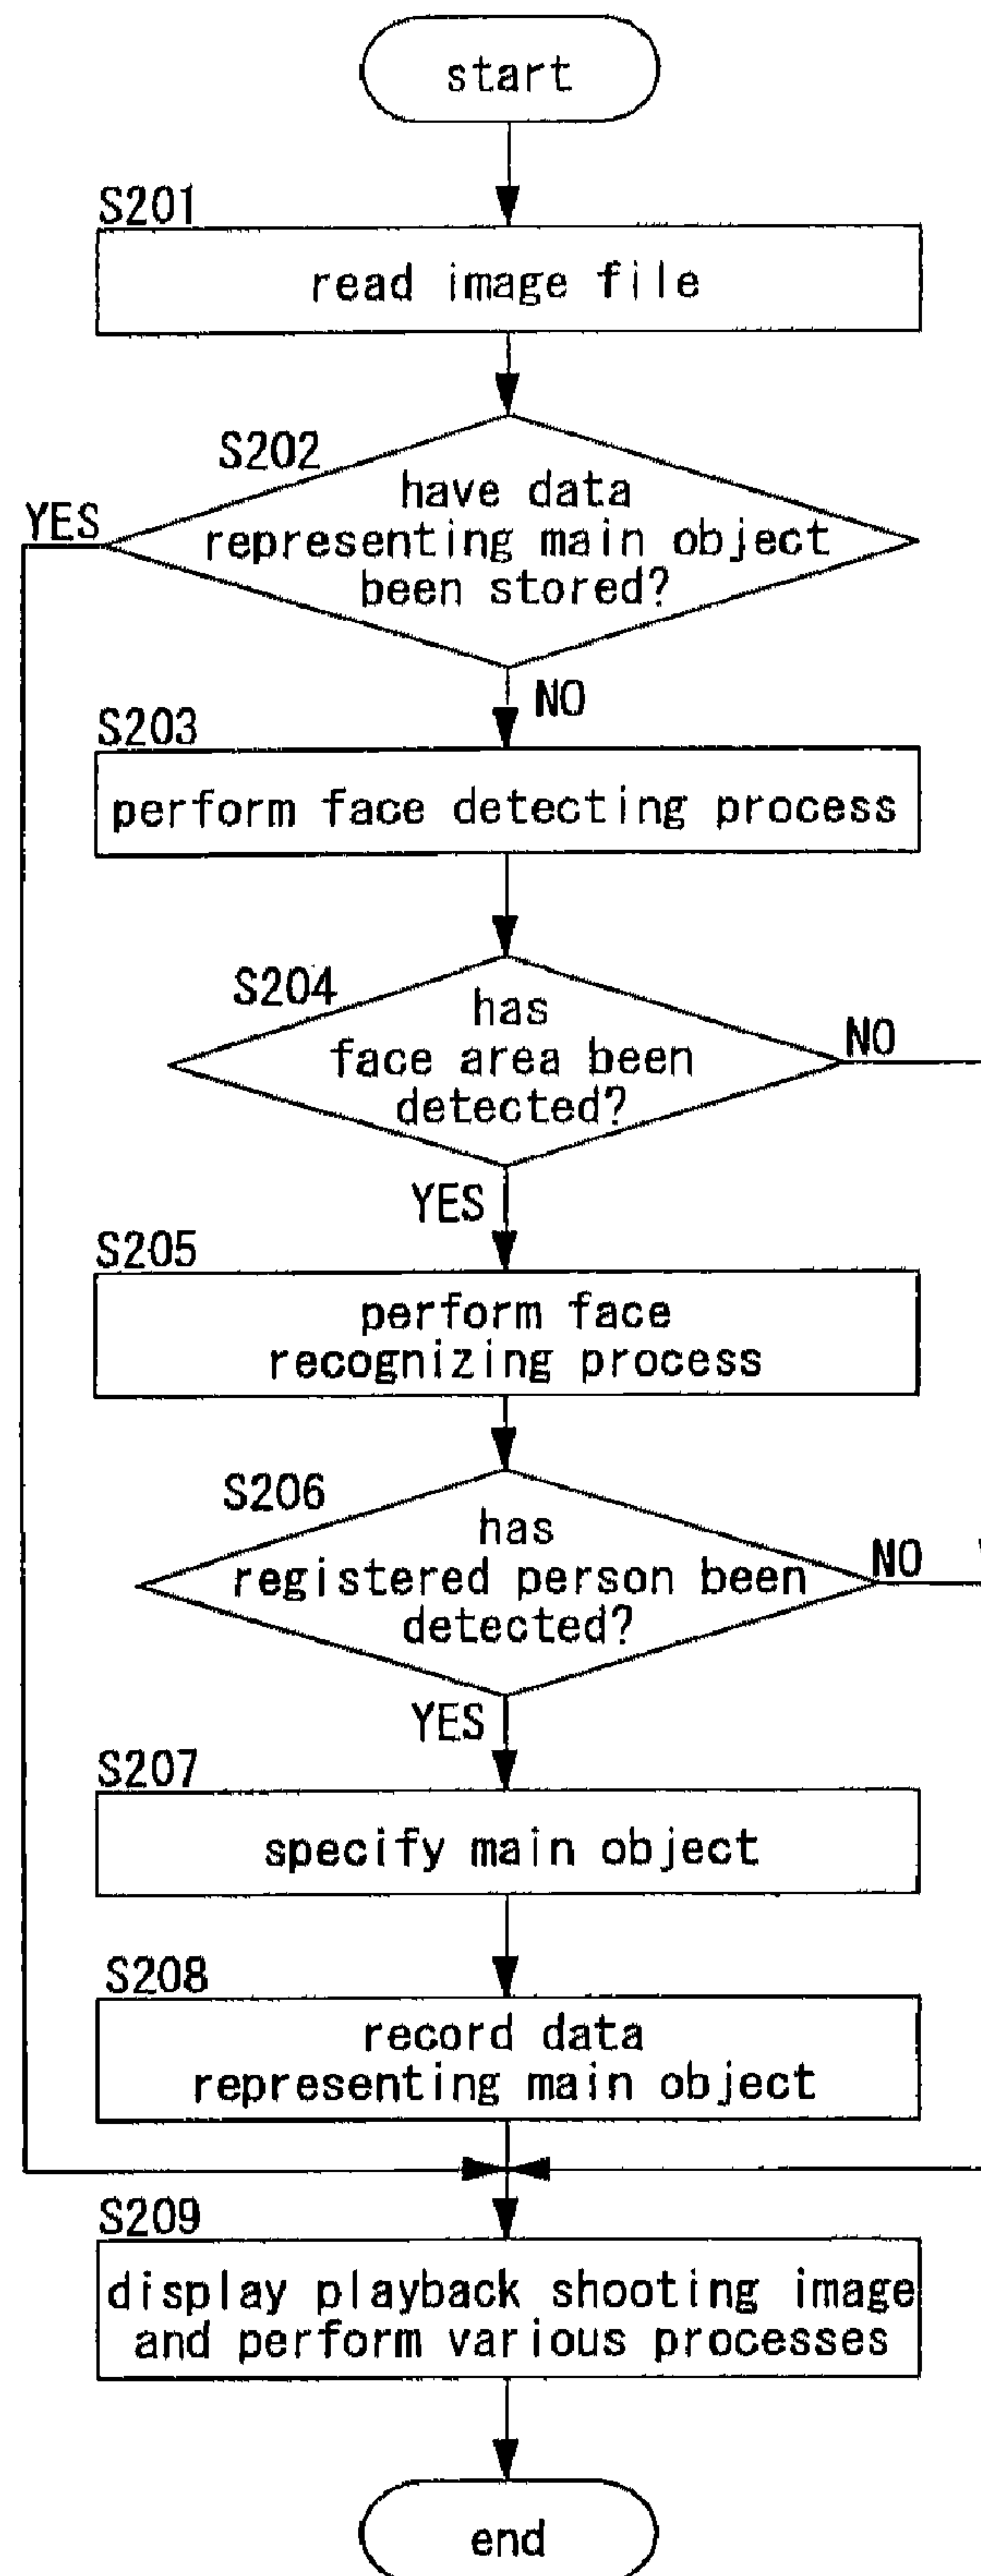 start
S201
read image file
S202
have data
representing main object
been stored?
YES
NO
S203
perform face detecting process
S204
has
face area been
detected?
NO
YES
S205
perform face
recognizing process
S206
has
registered person been
detected?
NO
YES
S207
specify main object
S208
record data
representing main object
S209
display playback shooting image
and perform various processes
end